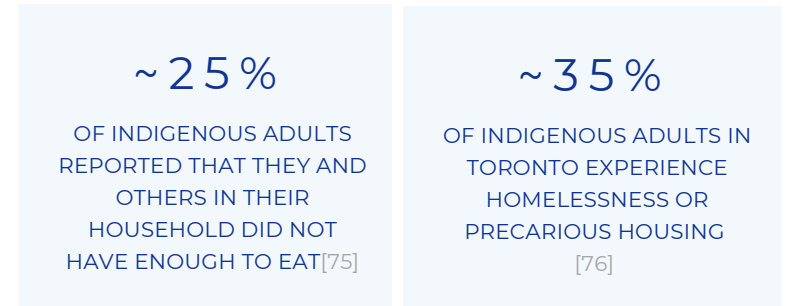 ~25%
OF INDIGENOUS ADULTS
REPORTED THAT THEY AND
OTHERS IN THEIR
HOUSEHOLD DID NOT
HAVE ENOUGH TO EAT[75]
~35%
OF INDIGENOUS ADULTS IN
TORONTO EXPERIENCE
HOMELESSNESS OR
PRECARIOUS HOUSING
[76]